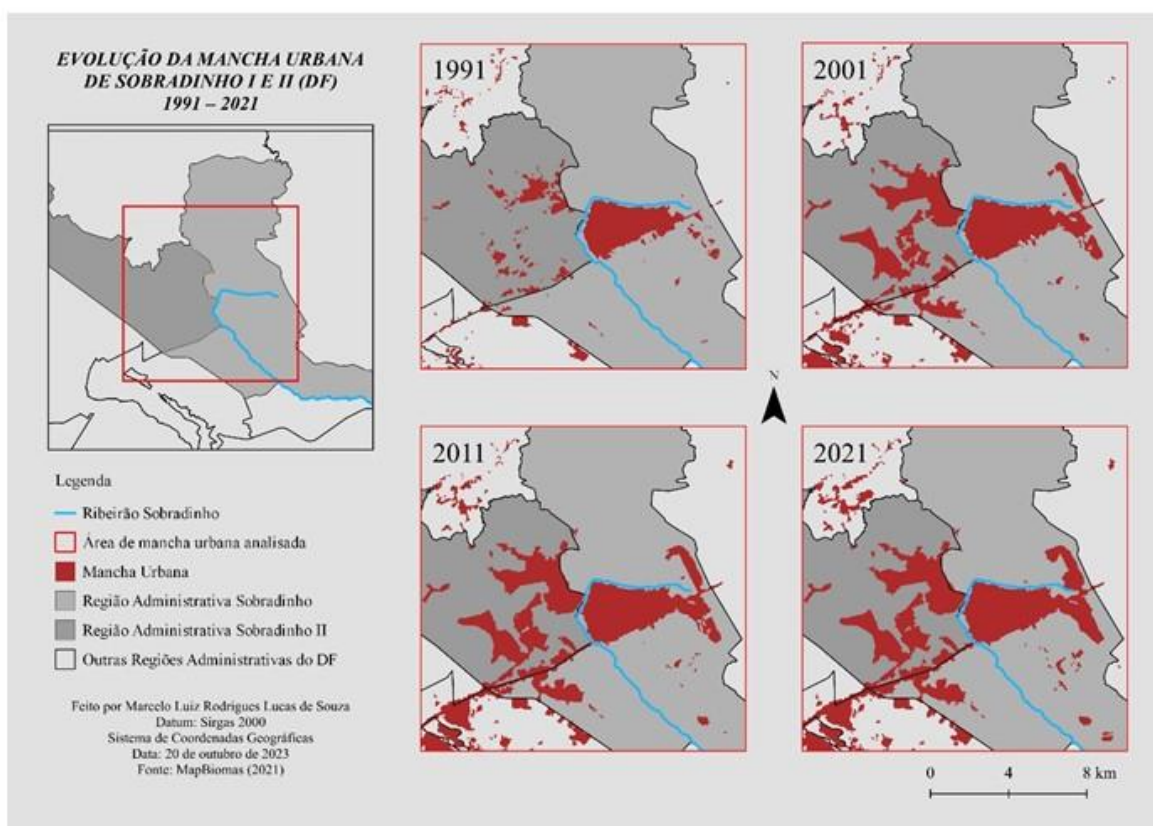 EVOLUÇÃO DA MANCHA URBANA
DE SOBRADINHO I E II (DF)
1991 – 2021
1991
2001
N
2011
2021
Legenda
Ribeirão Sobradinho
Área de mancha urbana analisada
Mancha Urbana
Região Administrativa Sobradinho
Região Administrativa Sobradinho II
Outras Regiões Administrativas do DF
Feito por Marcelo Luiz Rodrigues Lucas de Souza
Datum: Sirgas 2000
Sistema de Coordenadas Geográficas
Data: 20 de outubro de 2023
Fonte: MapBiomas (2021)
0 4 8 km